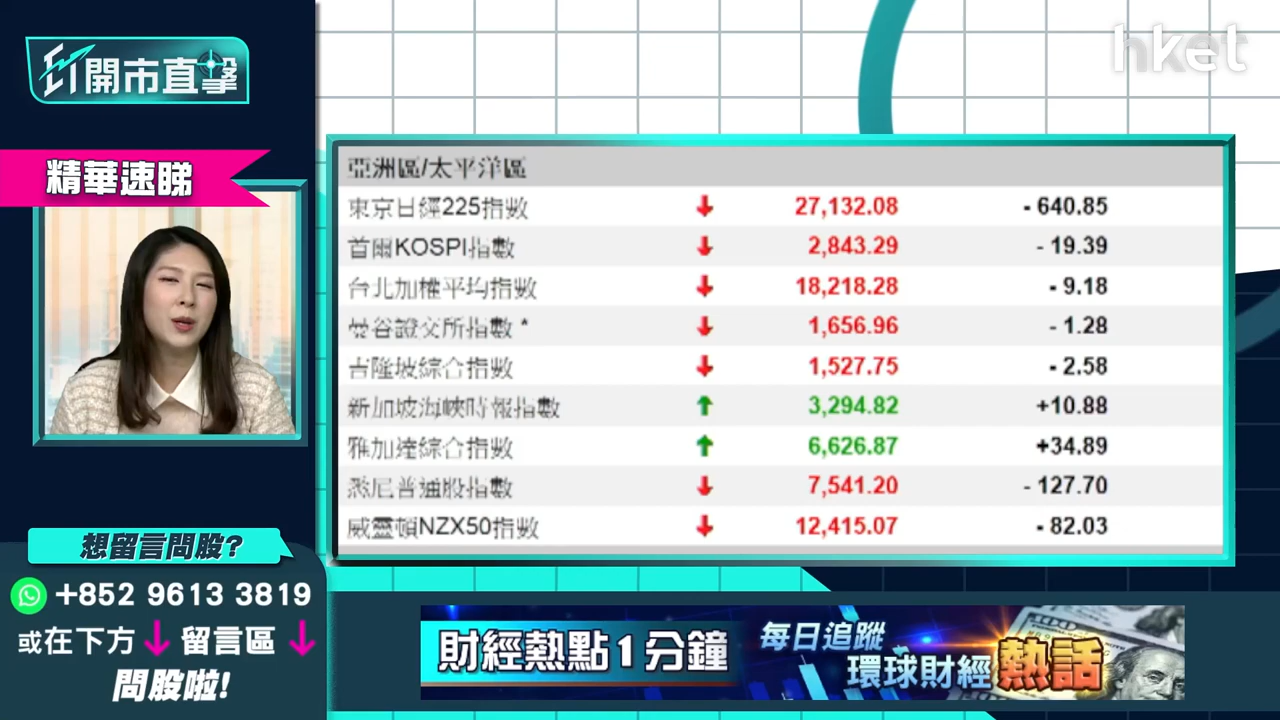 hket
ET開市直擊
精華速睇
亞洲區/太平洋區
東京日經225指數 ↓ 27,132.08 - 640.85
首爾KOSPI指數 ↓ 2,843.29 - 19.39
台北加權平均指數 ↓ 18,218.28 - 9.18
曼谷證交所指數 * ↓ 1,656.96 - 1.28
吉隆坡綜合指數 ↓ 1,527.75 - 2.58
新加坡海峽時報指數 ↑ 3,294.82 +10.88
雅加達綜合指數 ↑ 6,626.87 +34.89
悉尼普通股指數 ↓ 7,541.20 - 127.70
威靈頓NZX50指數 ↓ 12,415.07 - 82.03
想留言問股?
+852 9613 3819
或在下方↓留言區↓
問股啦!
財經熱點1分鐘
每日追蹤
環球財經熱話